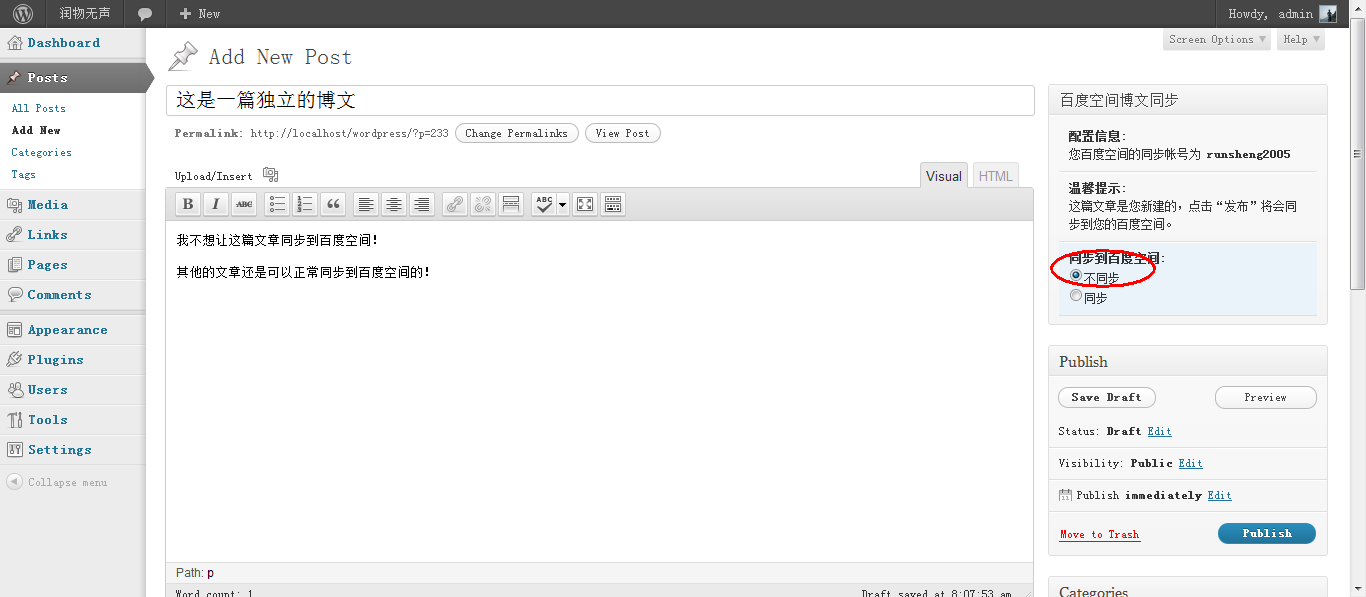 润物无声
New
Howdy, admin
Dashboard
Posts
All Posts
Add New
Categories
Tags
Media
Links
Pages
Comments
Appearance
Plugins
Users
Tools
Settings
Collapse menu
Screen Options
Help
Add New Post
这是一篇独立的博文
Permalink: http://localhost/wordpress/?p=233 Change Permalinks View Post
Upload/Insert
Visual HTML
B I ABC ABC
我不想让这篇文章同步到百度空间!
其他的文章还是可以正常同步到百度空间的!
Path: p
Word count: 1 Draft saved at 8:07:53 am.
百度空间博文同步
配置信息:
您百度空间的同步帐号为 runsheng2005
温馨提示:
这篇文章是您新建的，点击“发布”将会同
步到您的百度空间。
同步到百度空间:
不同步
同步
Publish
Save Draft Preview
Status: Draft Edit
Visibility: Public Edit
Publish immediately Edit
Move to Trash Publish
Categories